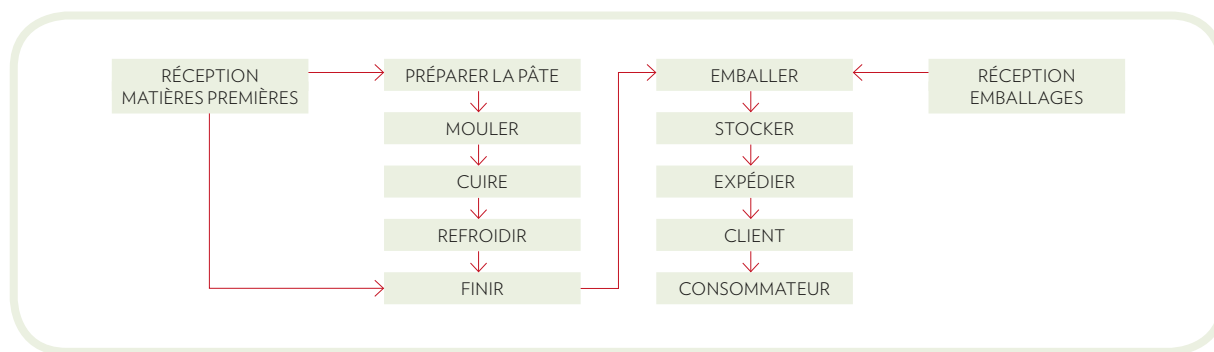 RÉCEPTION
MATIÈRES PREMIÈRES
PRÉPARER LA PÂTE
MOULER
CUIRE
REFROIDIR
FINIR
EMBALLER
STOCKER
EXPÉDIER
CLIENT
CONSOMMATEUR
RÉCEPTION
EMBALLAGES